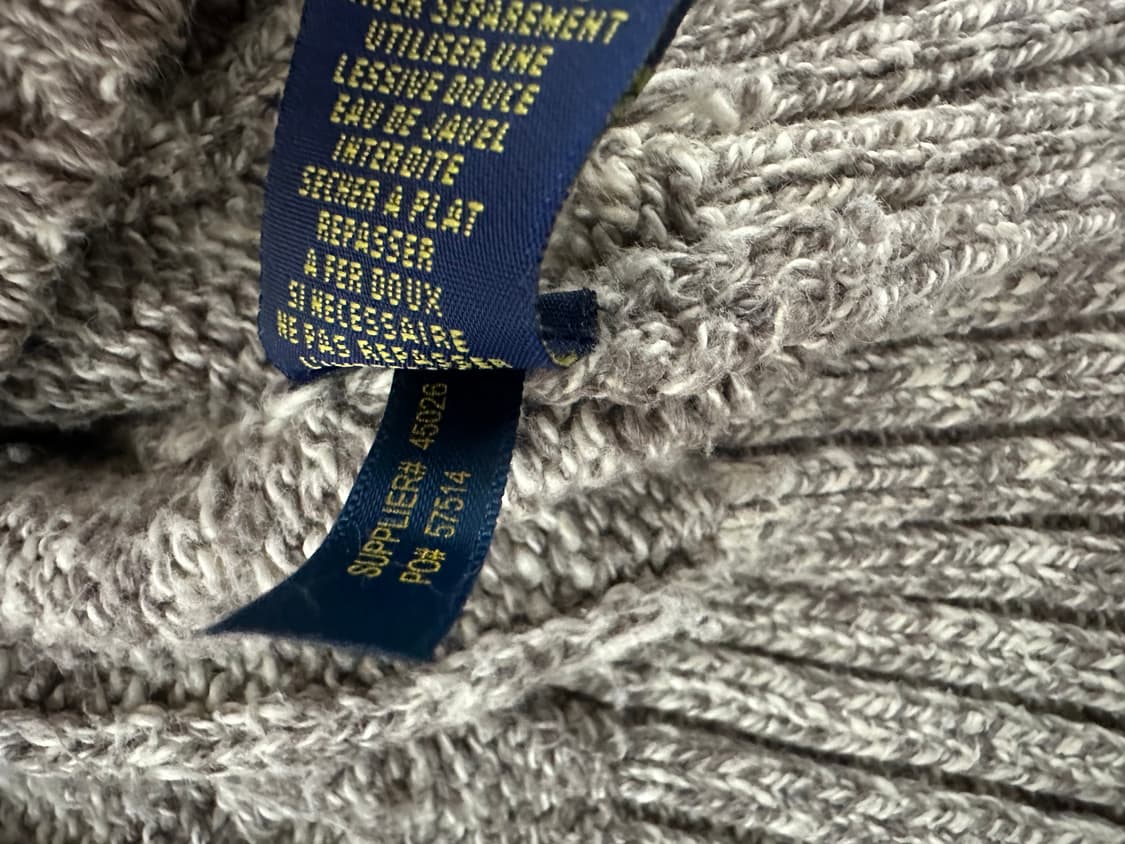 SEPAREMENT
UTILISER UNE
LESSIVE DOUCE
EAU DE JAVEL
INTERDITE
SECHER A PLAT
REPASSER
A FER DOUX
SI NECESSAIRE
NE PAS REPASSER
SUPPLIER# 45026
PO# 57514